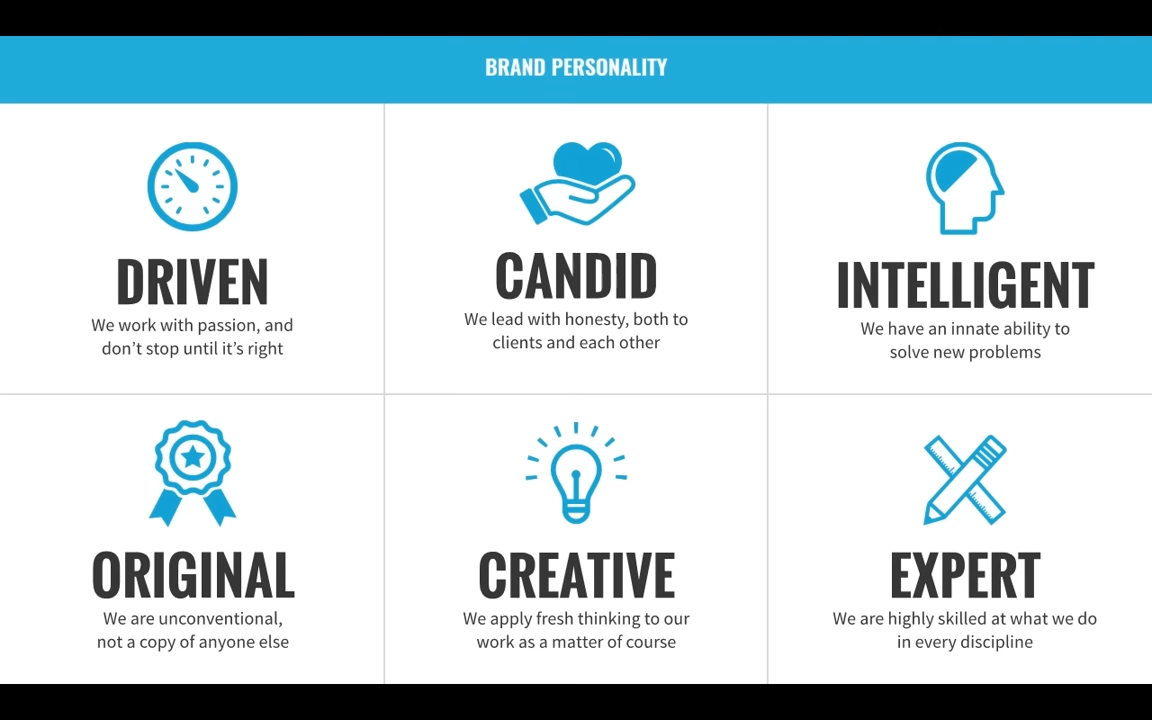 BRAND PERSONALITY
DRIVEN
We work with passion, and
don’t stop until it’s right
CANDID
We lead with honesty, both to
clients and each other
INTELLIGENT
We have an innate ability to
solve new problems
ORIGINAL
We are unconventional,
not a copy of anyone else
CREATIVE
We apply fresh thinking to our
work as a matter of course
EXPERT
We are highly skilled at what we do
in every discipline